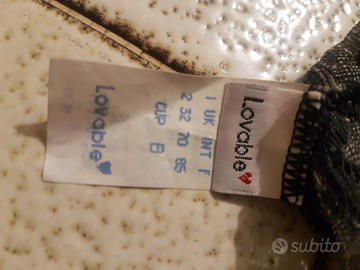 Lovable
I UK INT F
2 32 70 85
CUP B
Lovable
subito